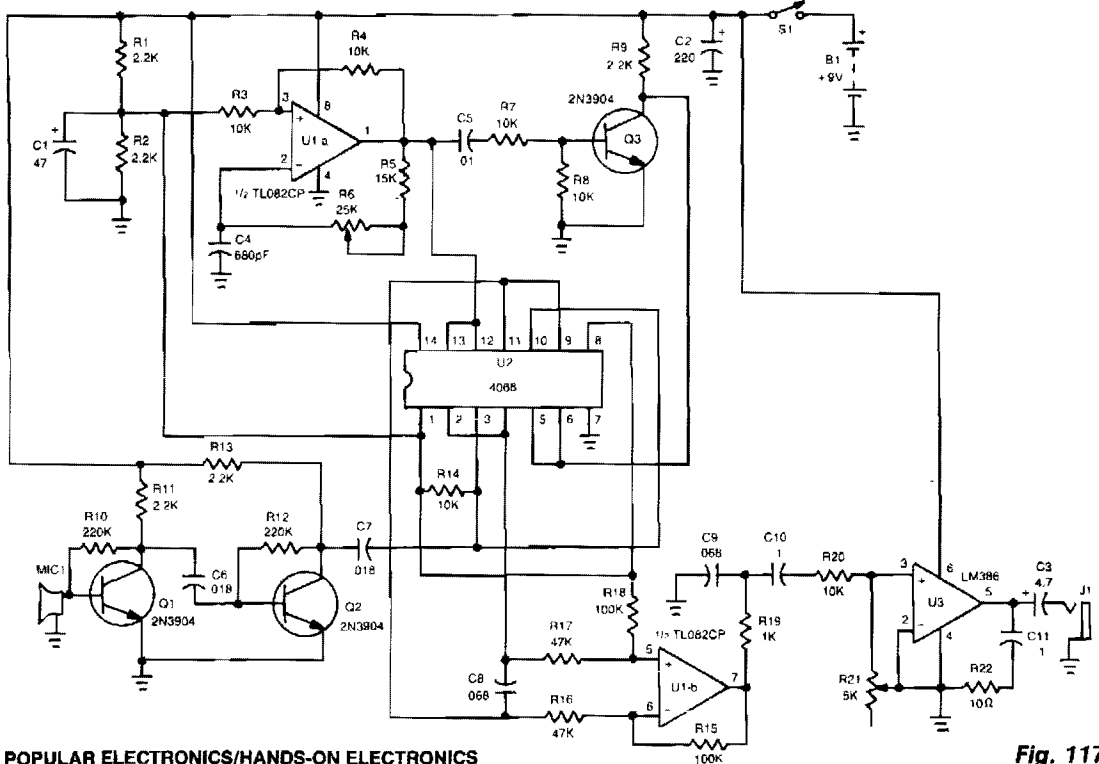 R1
2.2K
R4
10K
R9
2.2K
C2
220
+
S1
+
B1
+9V
R3
10K
3
+
8
U1 a
1
2
−
4
1/2 TL082CP
+
C1
47
R2
2.2K
C5
01
R7
10K
2N3904
Q3
R5
15K
R6
25K
R8
10K
C4
680pF
14
13
12
11
10
9
8
U2
4066
1
2
3
5
6
7
R14
10K
R13
2.2K
R11
2.2K
R10
220K
R12
220K
C7
018
MIC1
C6
018
Q1
2N3904
Q2
2N3904
C8
068
R17
47K
R16
47K
R18
100K
1/2 TL082CP
5
+
U1-b
7
6
−
R15
100K
R19
1K
C9
068
C10
1
R20
10K
3
+
6
LM386
U3
5
2
−
4
+
C3
4.7
J1
C11
1
R21
5K
R22
10Ω
POPULAR ELECTRONICS/HANDS-ON ELECTRONICS
Fig. 117